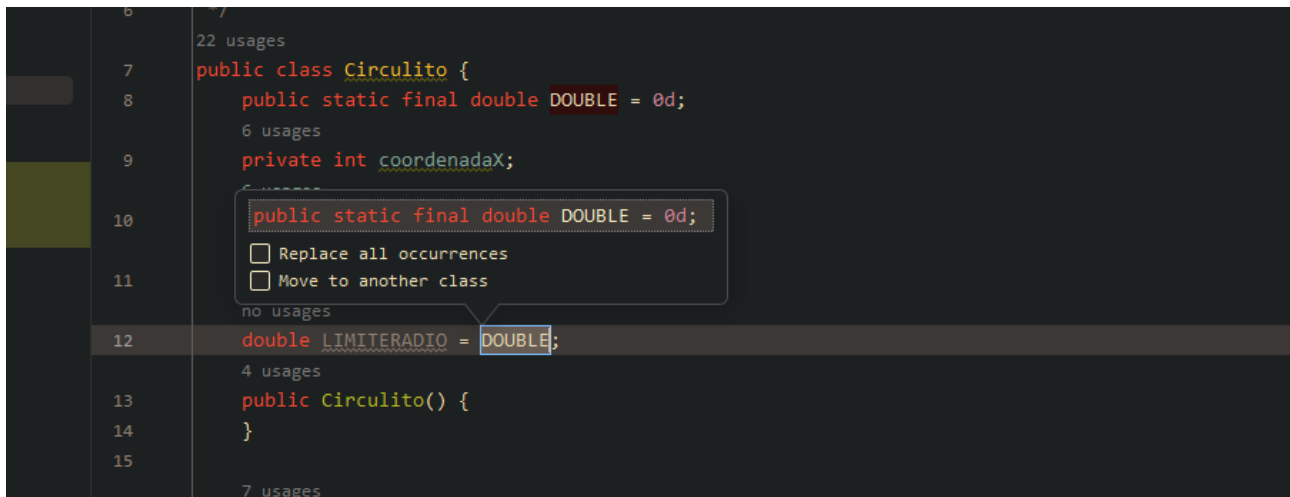 6 */
22 usages
7 public class Circulito {
8 public static final double DOUBLE = 0d;
6 usages
9 private int coordenadaX;
6 usages
10
public static final double DOUBLE = 0d;
Replace all occurrences
11 Move to another class
no usages
12 double LIMITERADIO = DOUBLE;
4 usages
13 public Circulito() {
14 }
15
7 usages